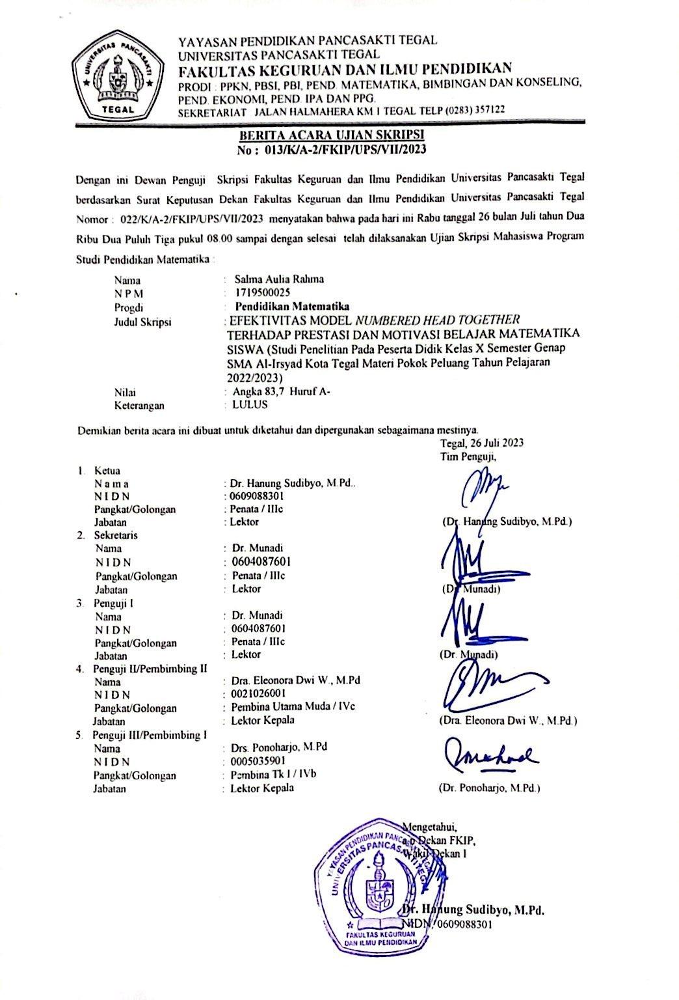 UNIVERSITAS PANCASAKTI
TEGAL
YAYASAN PENDIDIKAN PANCASAKTI TEGAL
UNIVERSITAS PANCASAKTI TEGAL
FAKULTAS KEGURUAN DAN ILMU PENDIDIKAN
PRODI : PPKN, PBSI, PBI, PEND. MATEMATIKA, BIMBINGAN DAN KONSELING,
PEND. EKONOMI, PEND. IPA DAN PPG.
SEKRETARIAT JALAN HALMAHERA KM 1 TEGAL TELP (0283) 357122
BERITA ACARA UJIAN SKRIPSI
No : 013/K/A-2/FKIP/UPS/VII/2023
Dengan ini Dewan Penguji Skripsi Fakultas Keguruan dan Ilmu Pendidikan Universitas Pancasakti Tegal
berdasarkan Surat Keputusan Dekan Fakultas Keguruan dan Ilmu Pendidikan Universitas Pancasakti Tegal
Nomor : 022/K/A-2/FKIP/UPS/VII/2023 menyatakan bahwa pada hari ini Rabu tanggal 26 bulan Juli tahun Dua
Ribu Dua Puluh Tiga pukul 08.00 sampai dengan selesai telah dilaksanakan Ujian Skripsi Mahasiswa Program
Studi Pendidikan Matematika :
Nama : Salma Aulia Rahma
N P M : 1719500025
Progdi : Pendidikan Matematika
Judul Skripsi : EFEKTIVITAS MODEL NUMBERED HEAD TOGETHER
TERHADAP PRESTASI DAN MOTIVASI BELAJAR MATEMATIKA
SISWA (Studi Penelitian Pada Peserta Didik Kelas X Semester Genap
SMA Al-Irsyad Kota Tegal Materi Pokok Peluang Tahun Pelajaran
2022/2023)
Nilai : Angka 83,7 Huruf A-
Keterangan : LULUS
Demikian berita acara ini dibuat untuk diketahui dan dipergunakan sebagaimana mestinya.
Tegal, 26 Juli 2023
Tim Penguji,
1. Ketua
N a m a : Dr. Hanung Sudibyo, M.Pd..
N I D N : 0609088301
Pangkat/Golongan : Penata / IIIc
Jabatan : Lektor (Dr. Hanung Sudibyo, M.Pd.)
2. Sekretaris
Nama : Dr. Munadi
N I D N : 0604087601
Pangkat/Golongan : Penata / IIIc
Jabatan : Lektor (Dr. Munadi)
3. Penguji I
Nama : Dr. Munadi
N I D N : 0604087601
Pangkat/Golongan : Penata / IIIc
Jabatan : Lektor (Dr. Munadi)
4. Penguji II/Pembimbing II
Nama : Dra. Eleonora Dwi W., M.Pd
N I D N : 0021026001
Pangkat/Golongan : Pembina Utama Muda / IVc
Jabatan : Lektor Kepala (Dra. Eleonora Dwi W., M.Pd.)
5. Penguji III/Pembimbing I
Nama : Drs. Ponoharjo, M.Pd
N I D N : 0005035901
Pangkat/Golongan : Pembina Tk I / IVb
Jabatan : Lektor Kepala (Dr. Ponoharjo, M.Pd.)
Mengetahui,
a.n Dekan FKIP,
Wakil Dekan I
Dr. Hanung Sudibyo, M.Pd.
NIDN. 0609088301
YAYASAN PENDIDIKAN PANCASAKTI TEGAL
UNIVERSITAS PANCASAKTI TEGAL
FAKULTAS KEGURUAN
DAN ILMU PENDIDIKAN